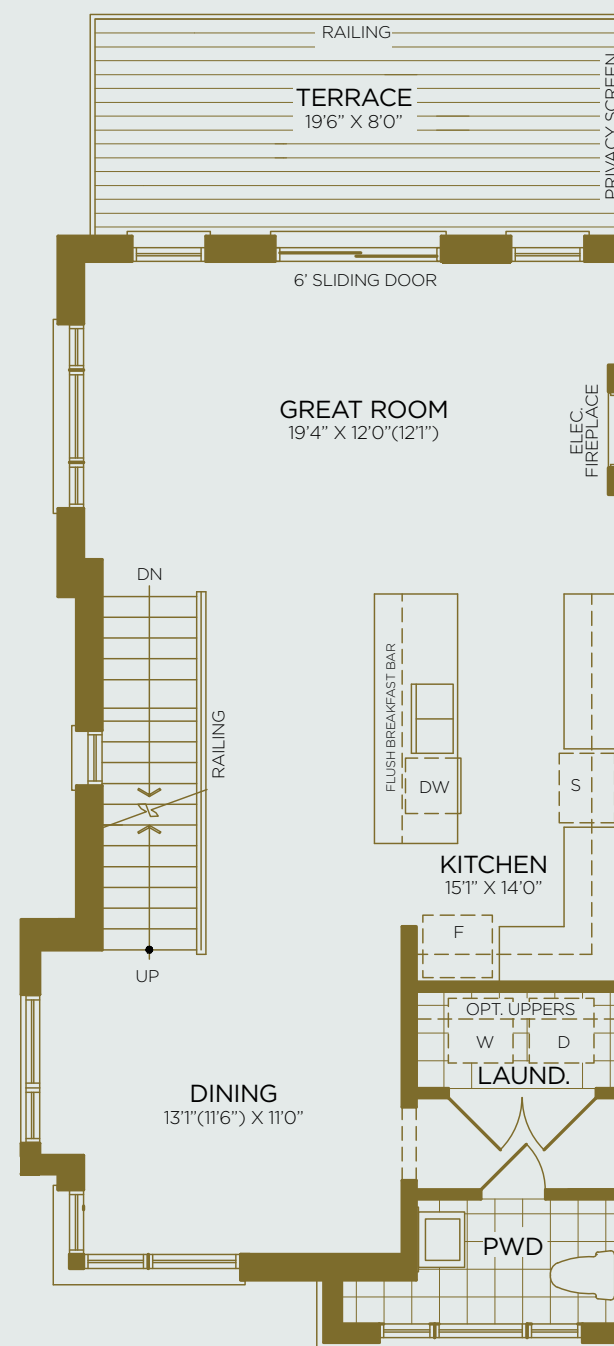 RAILING
TERRACE
19'6" X 8'0"
PRIVACY SCREEN
6' SLIDING DOOR
GREAT ROOM
19'4" X 12'0"(12'1")
ELEC.
FIREPLACE
DN
FLUSH BREAKFAST BAR
RAILING
DW
S
KITCHEN
15'1" X 14'0"
F
UP
OPT. UPPERS
W
D
LAUND.
DINING
13'1"(11'6") X 11'0"
PWD